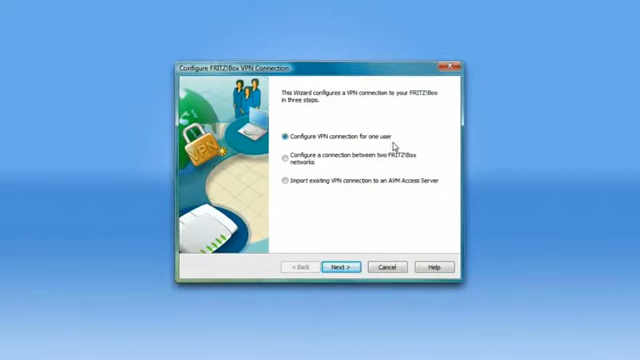 Configure FRITZ!Box VPN Connection
This Wizard configures a VPN connection to your FRITZ!Box
in three steps.
VPN
Configure VPN connection for one user
Configure a connection between two FRITZ!Box
networks
Import existing VPN connection to an AVM Access Server
< Back
Next >
Cancel
Help